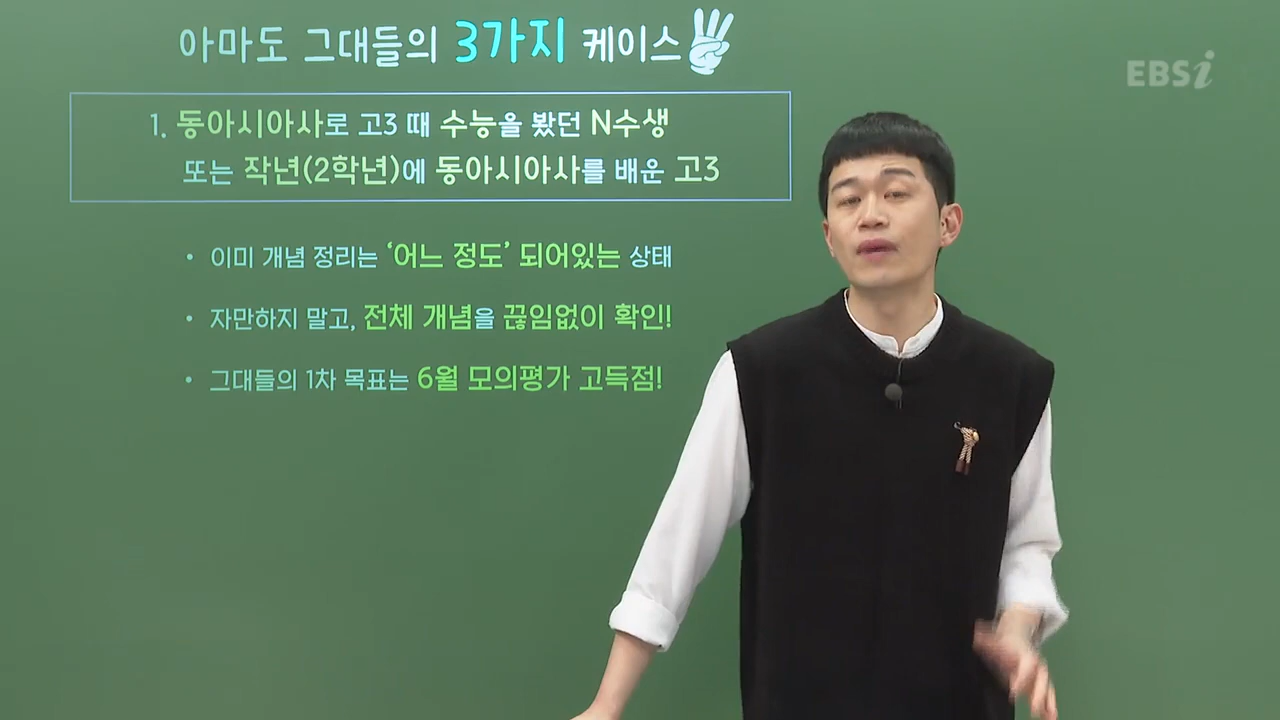 아마도 그대들의 3가지 케이스
EBSi
1. 동아시아사로 고3 때 수능을 봤던 N수생
또는 작년(2학년)에 동아시아사를 배운 고3
• 이미 개념 정리는 ‘어느 정도’ 되어있는 상태
• 자만하지 말고, 전체 개념을 끊임없이 확인!
• 그대들의 1차 목표는 6월 모의평가 고득점!